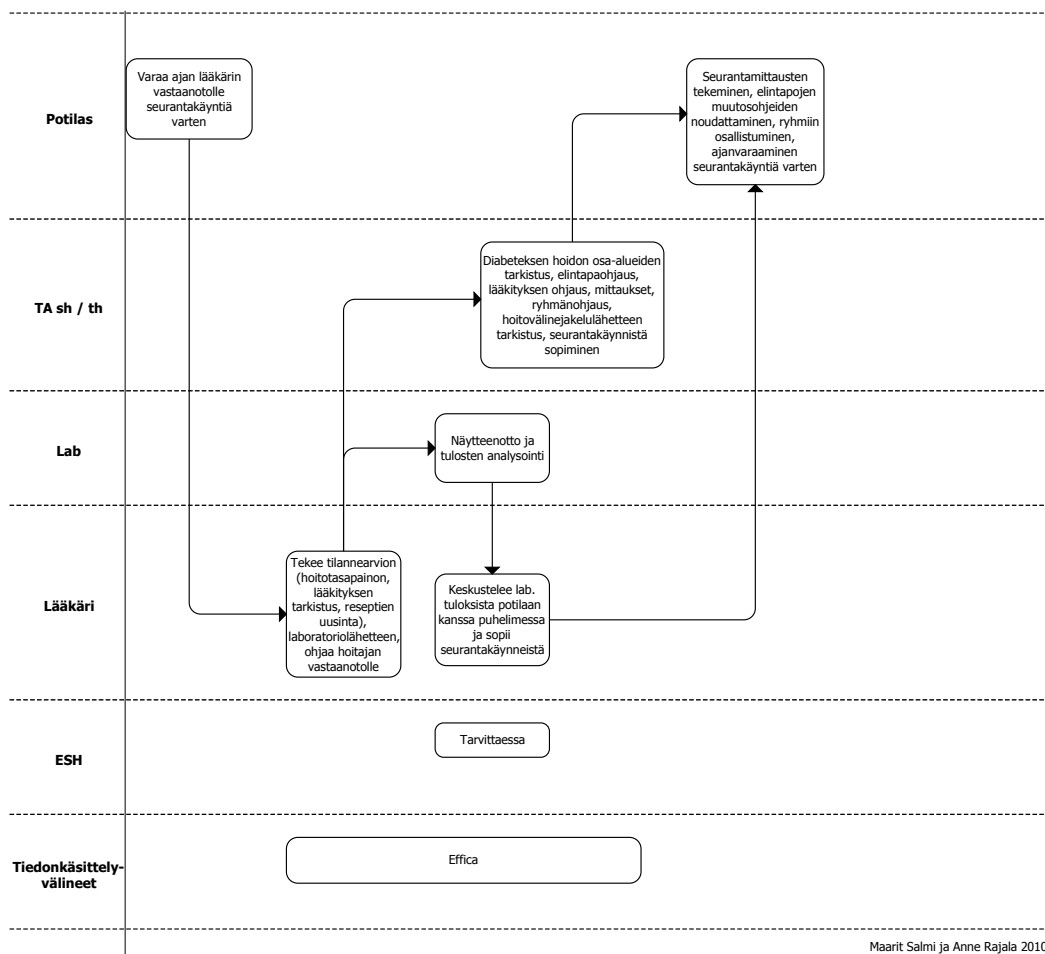 Potilas
Varaa ajan lääkärin
vastaanotolle
seurantakäyntiä
varten
Seurantamittausten
tekeminen, elintapojen
muutosohjeiden
noudattaminen, ryhmiin
osallistuminen,
ajanvaraaminen
seurantakäyntiä varten
TA sh / th
Diabeteksen hoidon osa-alueiden
tarkistus, elintapaohjaus,
lääkityksen ohjaus, mittaukset,
ryhmänohjaus,
hoitovälinejakelulähetteen
tarkistus, seurantakäynnistä
sopiminen
Lab
Näytteenotto ja
tulosten analysointi
Lääkäri
Tekee tilannearvion
(hoitotasapainon,
lääkityksen
tarkistus, reseptien
uusinta),
laboratoriolähetteen,
ohjaa hoitajan
vastaanotolle
Keskustelee lab.
tuloksista potilaan
kanssa puhelimessa
ja sopii
seurantakäynneistä
ESH
Tarvittaessa
Tiedonkäsittely-
välineet
Effica
Maarit Salmi ja Anne Rajala 2010